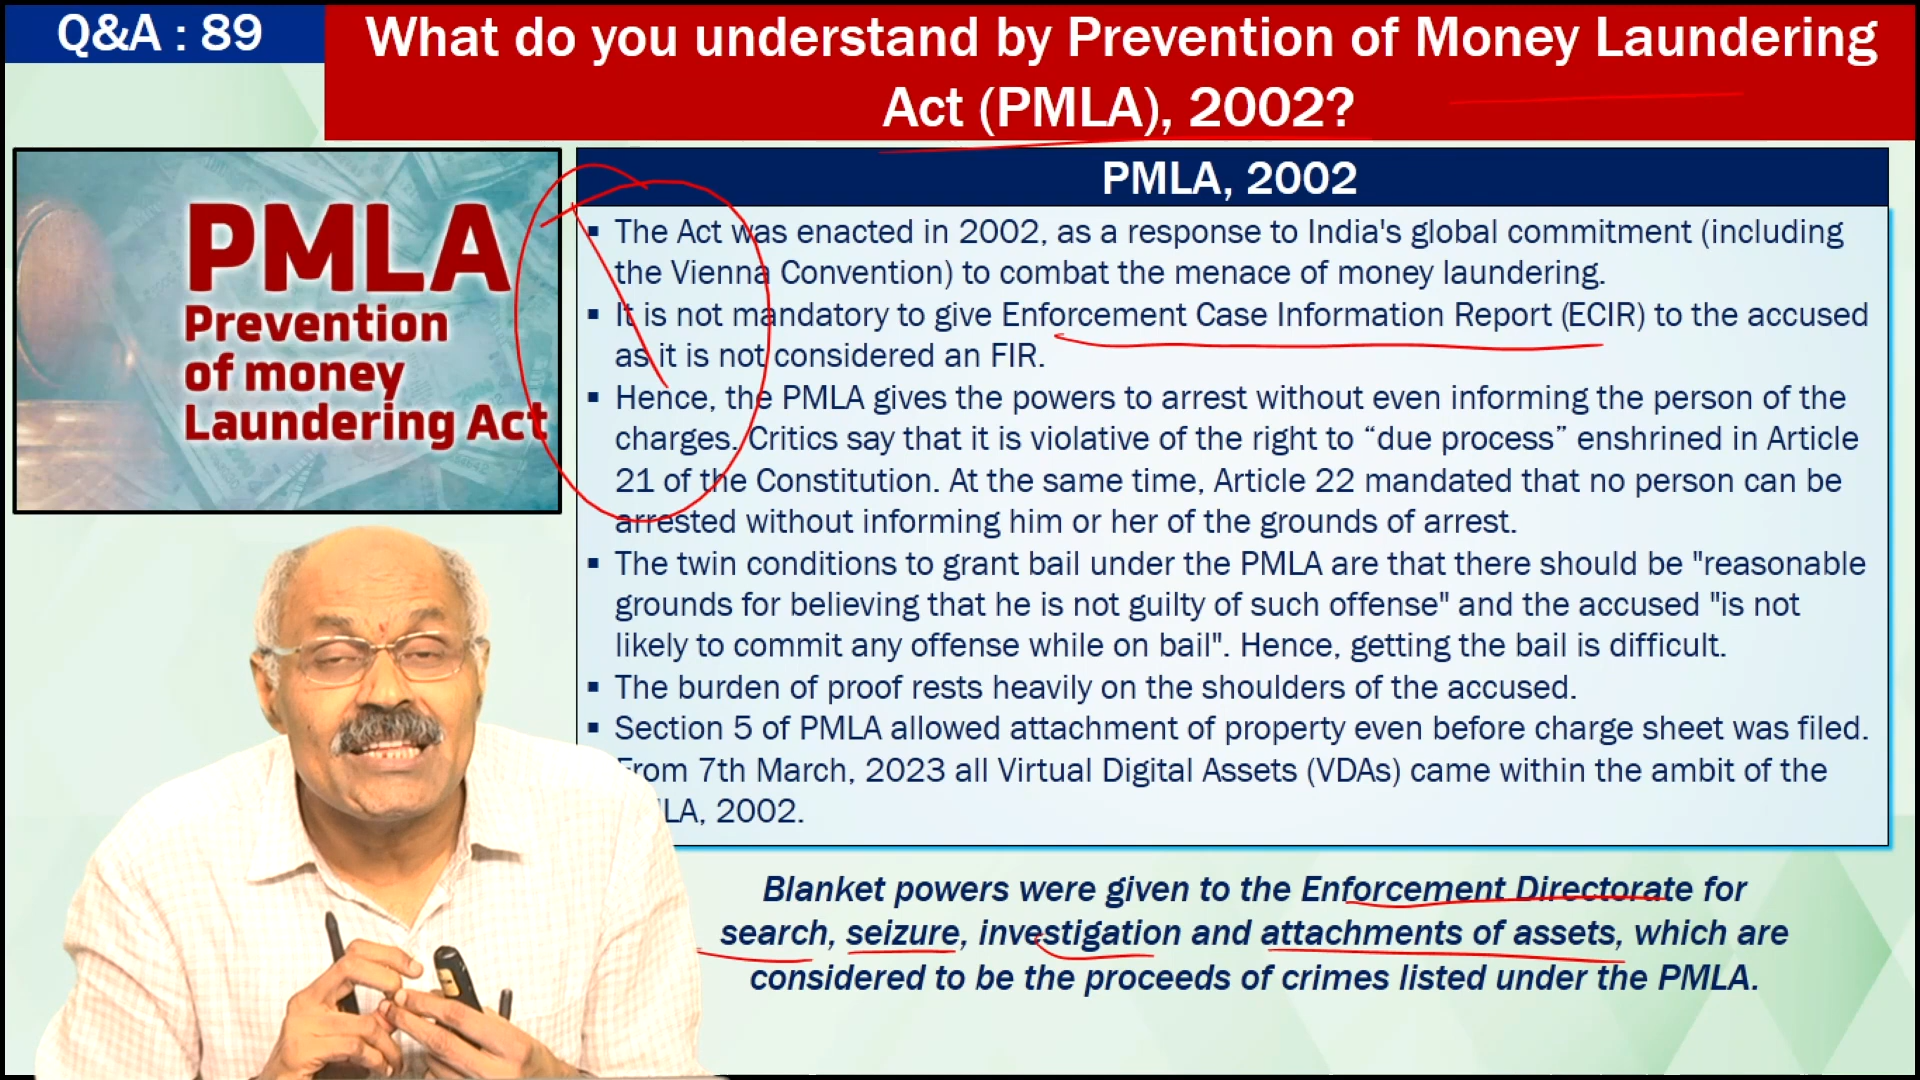 Q&A : 89
What do you understand by Prevention of Money Laundering
Act (PMLA), 2002?
PMLA
Prevention
of money
Laundering Act
PMLA, 2002
▪ The Act was enacted in 2002, as a response to India's global commitment (including
the Vienna Convention) to combat the menace of money laundering.
▪ It is not mandatory to give Enforcement Case Information Report (ECIR) to the accused
as it is not considered an FIR.
▪ Hence, the PMLA gives the powers to arrest without even informing the person of the
charges. Critics say that it is violative of the right to “due process” enshrined in Article
21 of the Constitution. At the same time, Article 22 mandated that no person can be
arrested without informing him or her of the grounds of arrest.
▪ The twin conditions to grant bail under the PMLA are that there should be "reasonable
grounds for believing that he is not guilty of such offense" and the accused "is not
likely to commit any offense while on bail". Hence, getting the bail is difficult.
▪ The burden of proof rests heavily on the shoulders of the accused.
▪ Section 5 of PMLA allowed attachment of property even before charge sheet was filed.
From 7th March, 2023 all Virtual Digital Assets (VDAs) came within the ambit of the
LA, 2002.
Blanket powers were given to the Enforcement Directorate for
search, seizure, investigation and attachments of assets, which are
considered to be the proceeds of crimes listed under the PMLA.